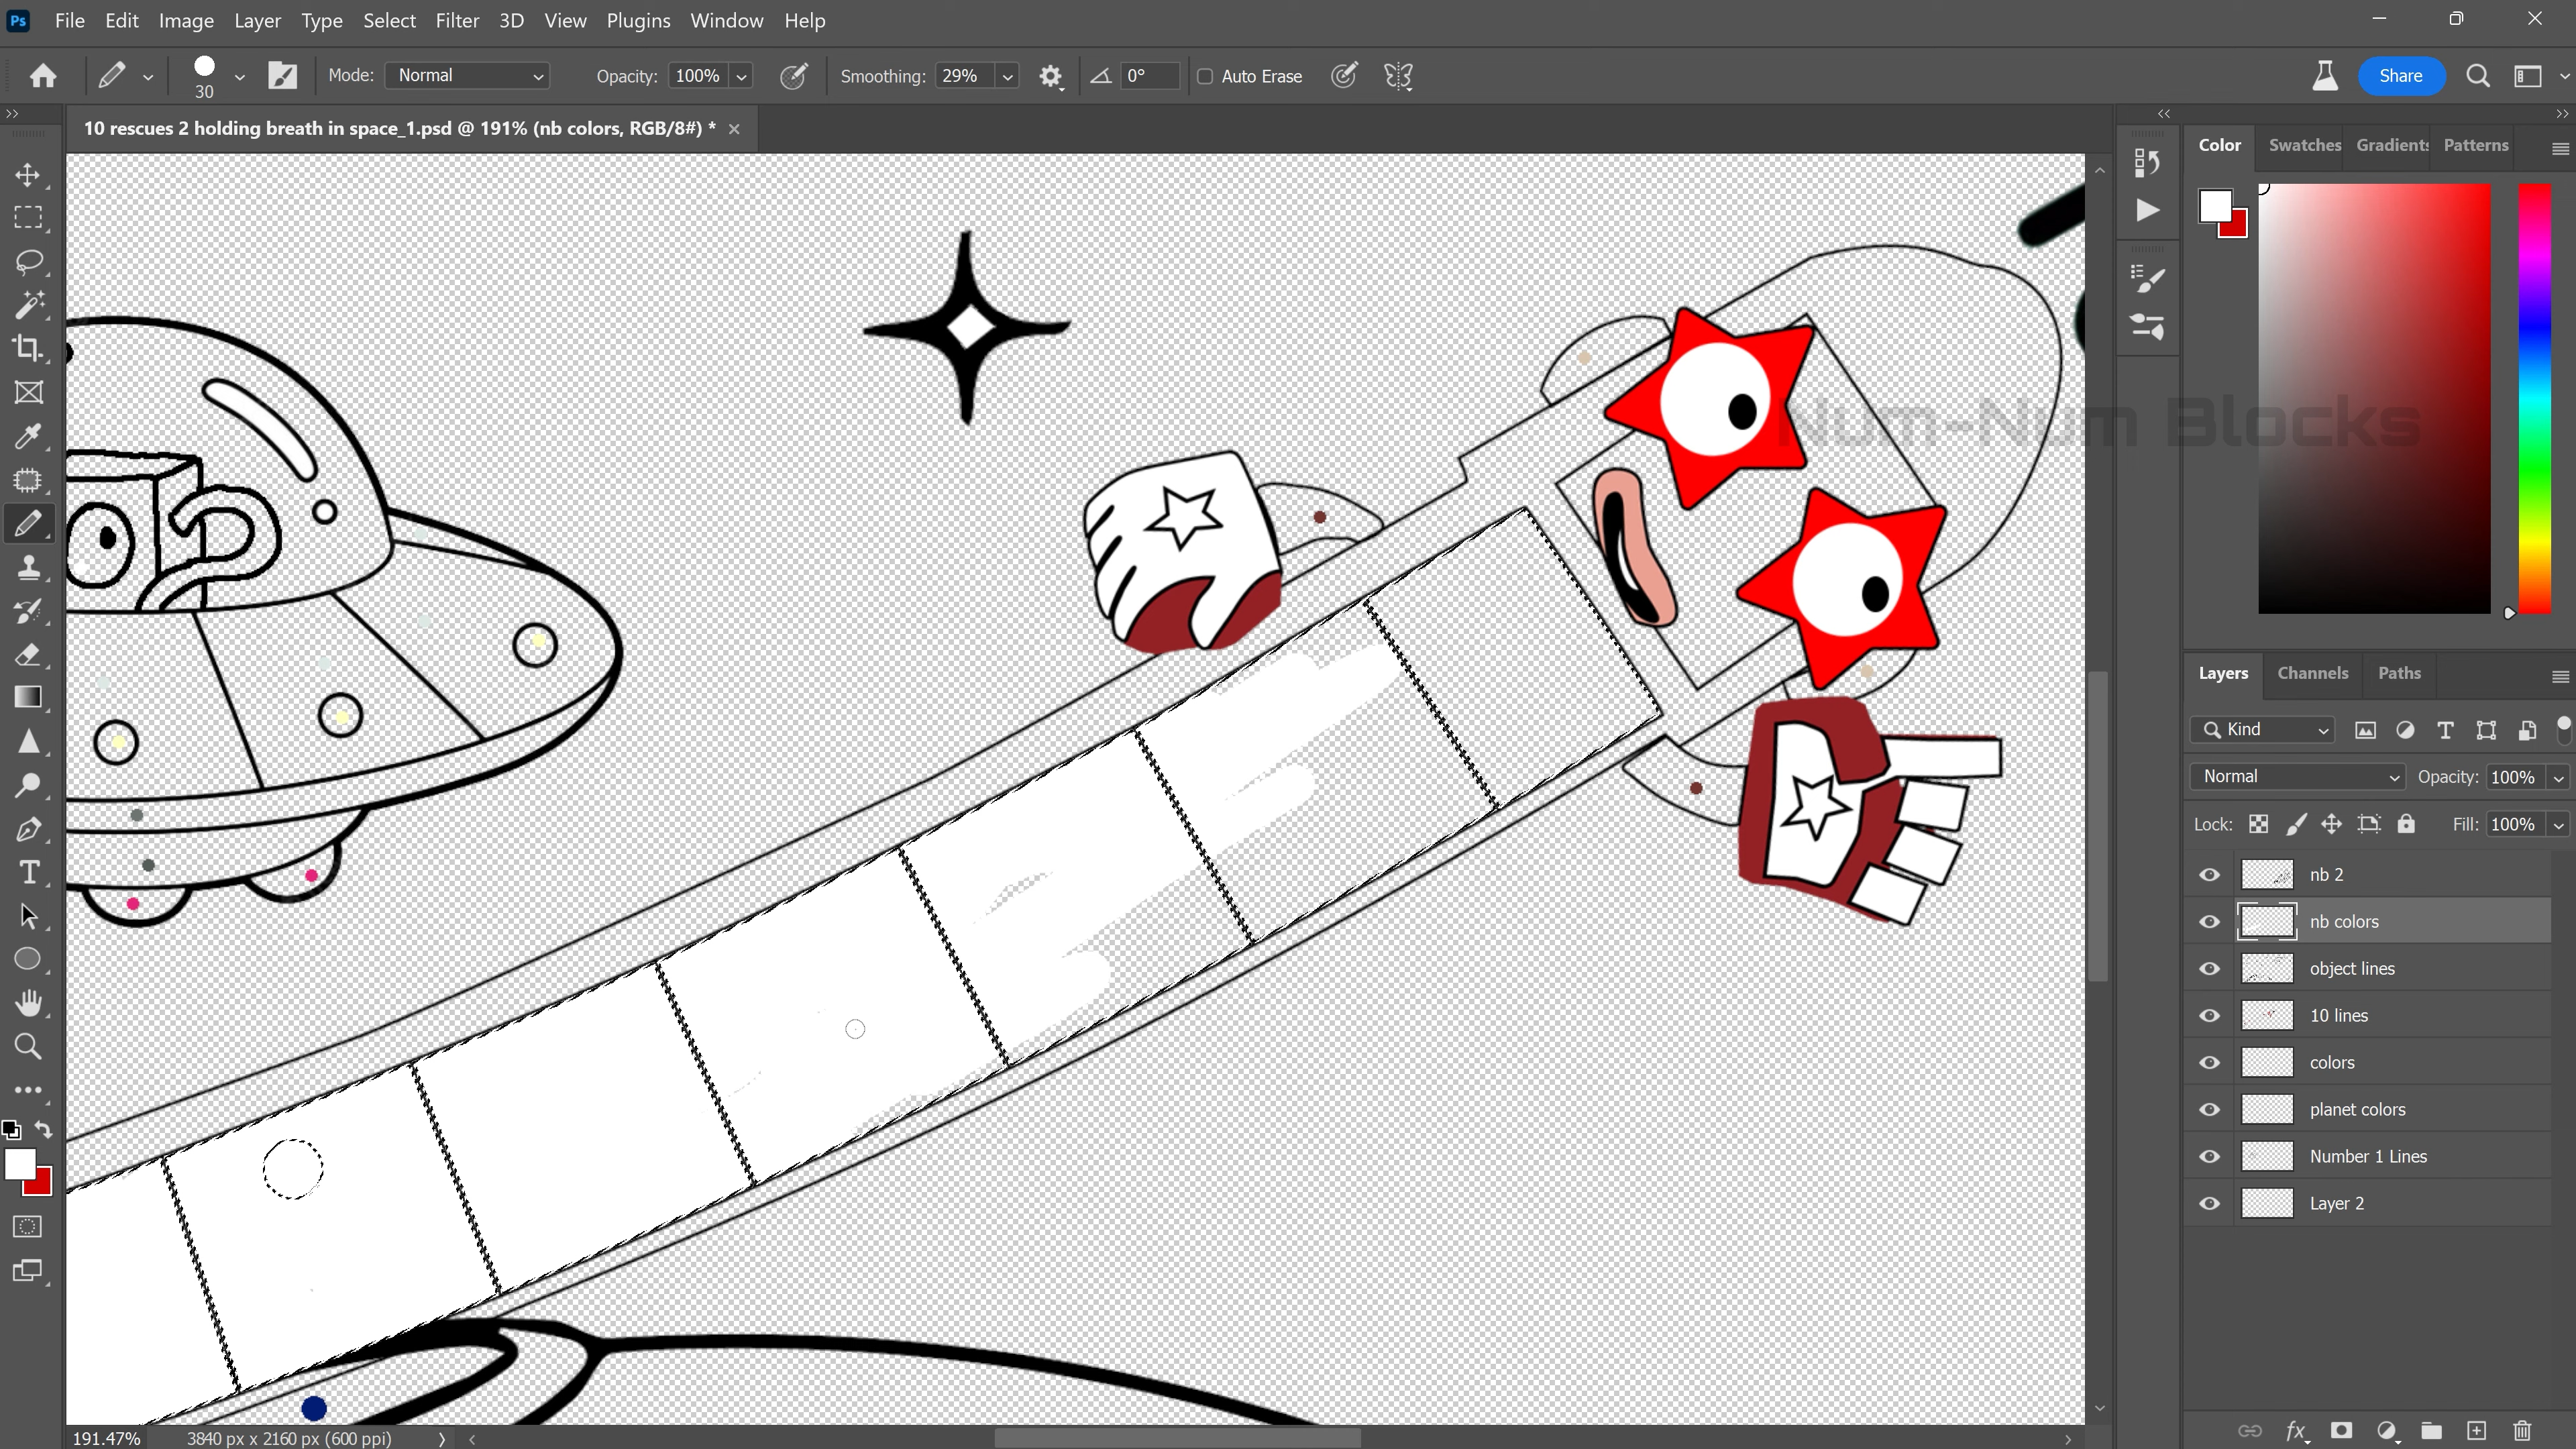 Ps File Edit Image Layer Type Select Filter 3D View Plugins Window Help
30 Mode: Normal Opacity: 100% Smoothing: 29% 0° Auto Erase Share
10 rescues 2 holding breath in space_1.psd @ 191% (nb colors, RGB/8#) *
Color Swatches Gradients Patterns
Num-Num Blocks
Layers Channels Paths
Kind
Normal Opacity: 100%
Lock: Fill: 100%
nb 2
nb colors
object lines
10 lines
colors
planet colors
Number 1 Lines
Layer 2
191.47% 3840 px x 2160 px (600 ppi)